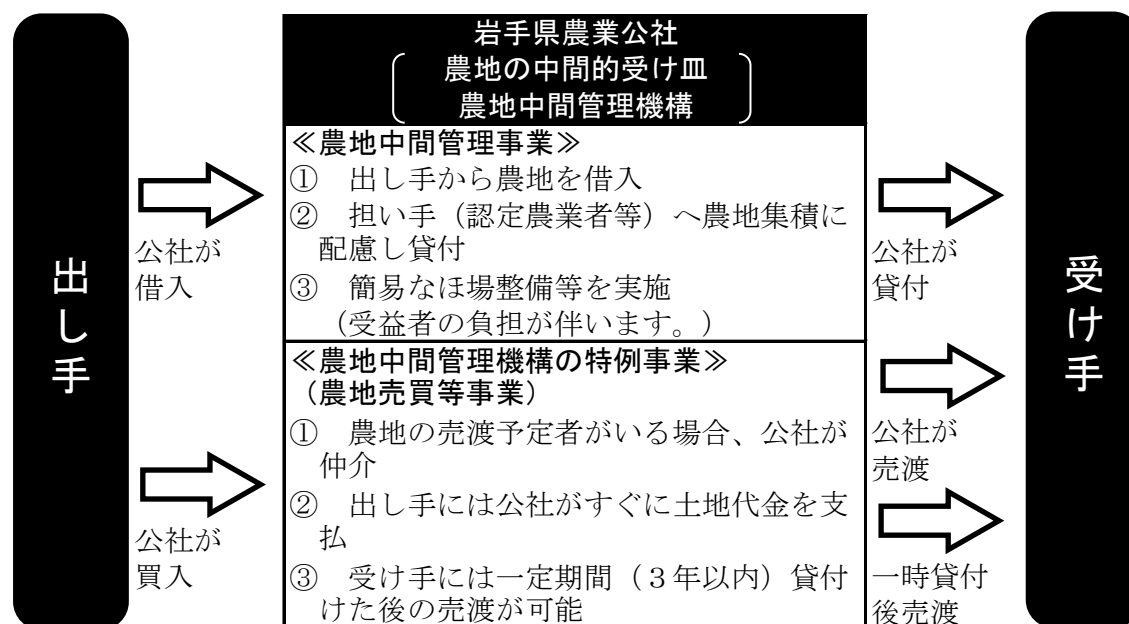 出し手
公社が
借入
公社が
買入
岩手県農業公社
農地の中間的受け皿
農地中間管理機構
≪農地中間管理事業≫
① 出し手から農地を借入
② 担い手（認定農業者等）へ農地集積に
配慮し貸付
③ 簡易なほ場整備等を実施
（受益者の負担が伴います。）
≪農地中間管理機構の特例事業≫
（農地売買等事業）
① 農地の売渡予定者がいる場合、公社が
仲介
② 出し手には公社がすぐに土地代金を支
払
③ 受け手には一定期間（３年以内）貸付
けた後の売渡が可能
公社が
貸付
公社が
売渡
一時貸付
後売渡
受け手